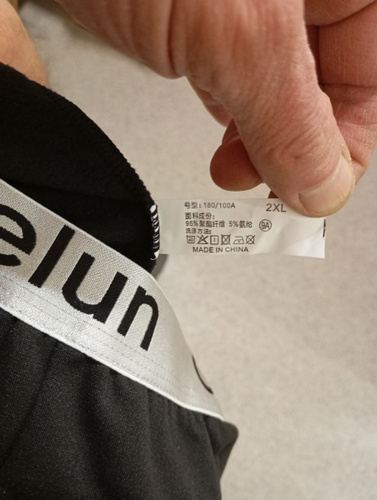 号型: 180/100A 2XL
面料成份:
95%聚酯纤维 5%氨纶 9A
洗涤方法:
MADE IN CHINA
elun